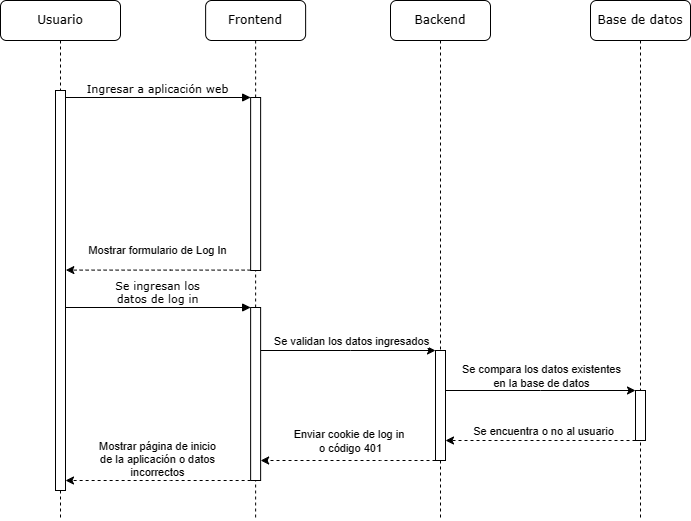 Usuario
Frontend
Backend
Base de datos
Ingresar a aplicación web
Mostrar formulario de Log In
Se ingresan los
datos de log in
Se validan los datos ingresados
Se compara los datos existentes
en la base de datos
Se encuentra o no al usuario
Enviar cookie de log in
o código 401
Mostrar página de inicio
de la aplicación o datos
incorrectos